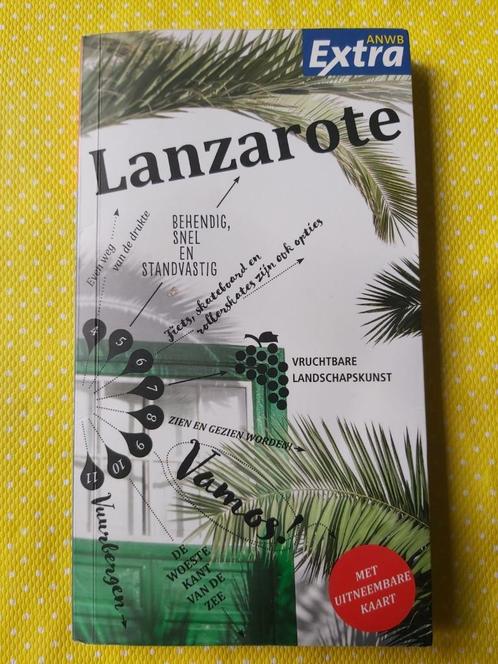 ANWB
Extra
Lanzarote
Even weg
van de drukte
BEHENDIG,
SNEL
EN
STANDVASTIG
Fiets, skateboard en
rollerskates zijn ook opties
4
5
6
7
8
9
10
11
VRUCHTBARE
LANDSCHAPSKUNST
ZIEN EN GEZIEN WORDEN!
Vamos!
Vuurbergen
DE
WOESTE
KANT
VAN DE
ZEE
MET
UITNEEMBARE
KAART